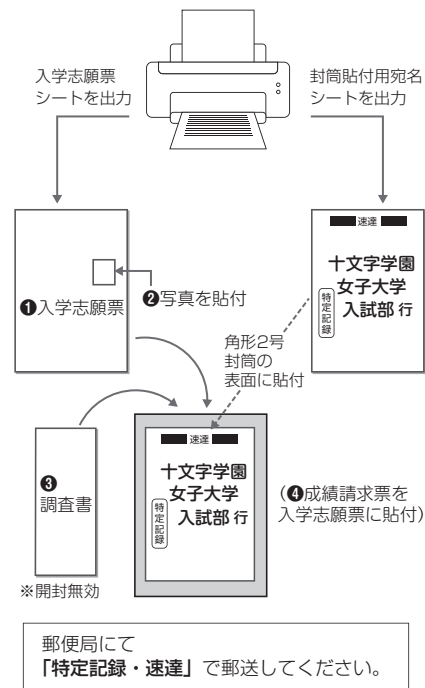 入学志願票
シートを出力
封筒貼付用宛名
シートを出力
速達
十文字学園
女子大学
入試部 行
特定記録
❶入学志願票
❷写真を貼付
角形2号
封筒の
表面に貼付
❸
調査書
※開封無効
速達
十文字学園
女子大学
入試部 行
特定記録
(❹成績請求票を
入学志願票に貼付)
郵便局にて
「特定記録・速達」で郵送してください。